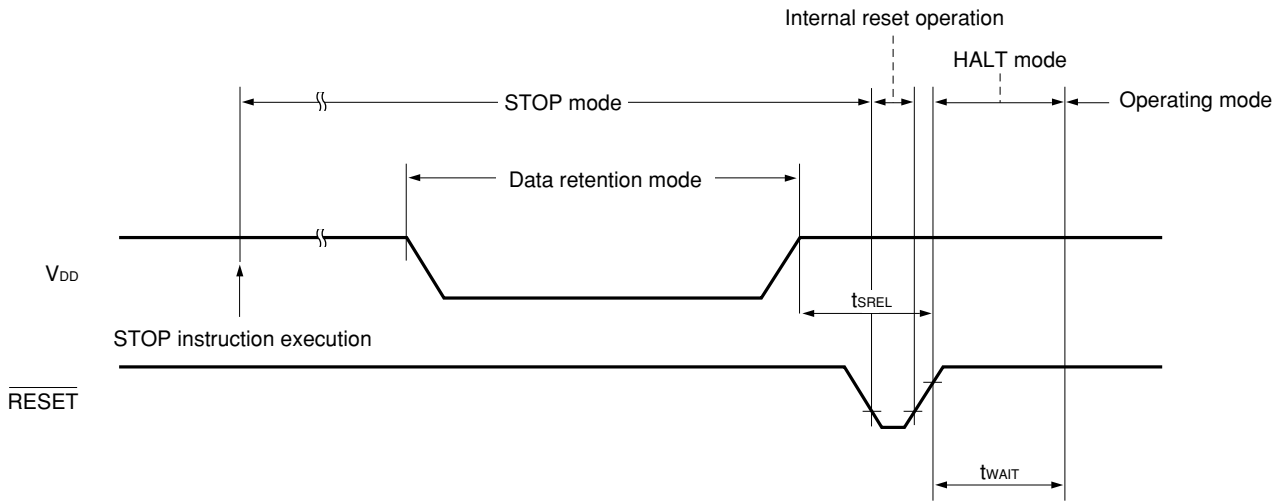 Internal reset operation
HALT mode
STOP mode
Operating mode
Data retention mode
VDD
tSREL
STOP instruction execution
RESET
tWAIT